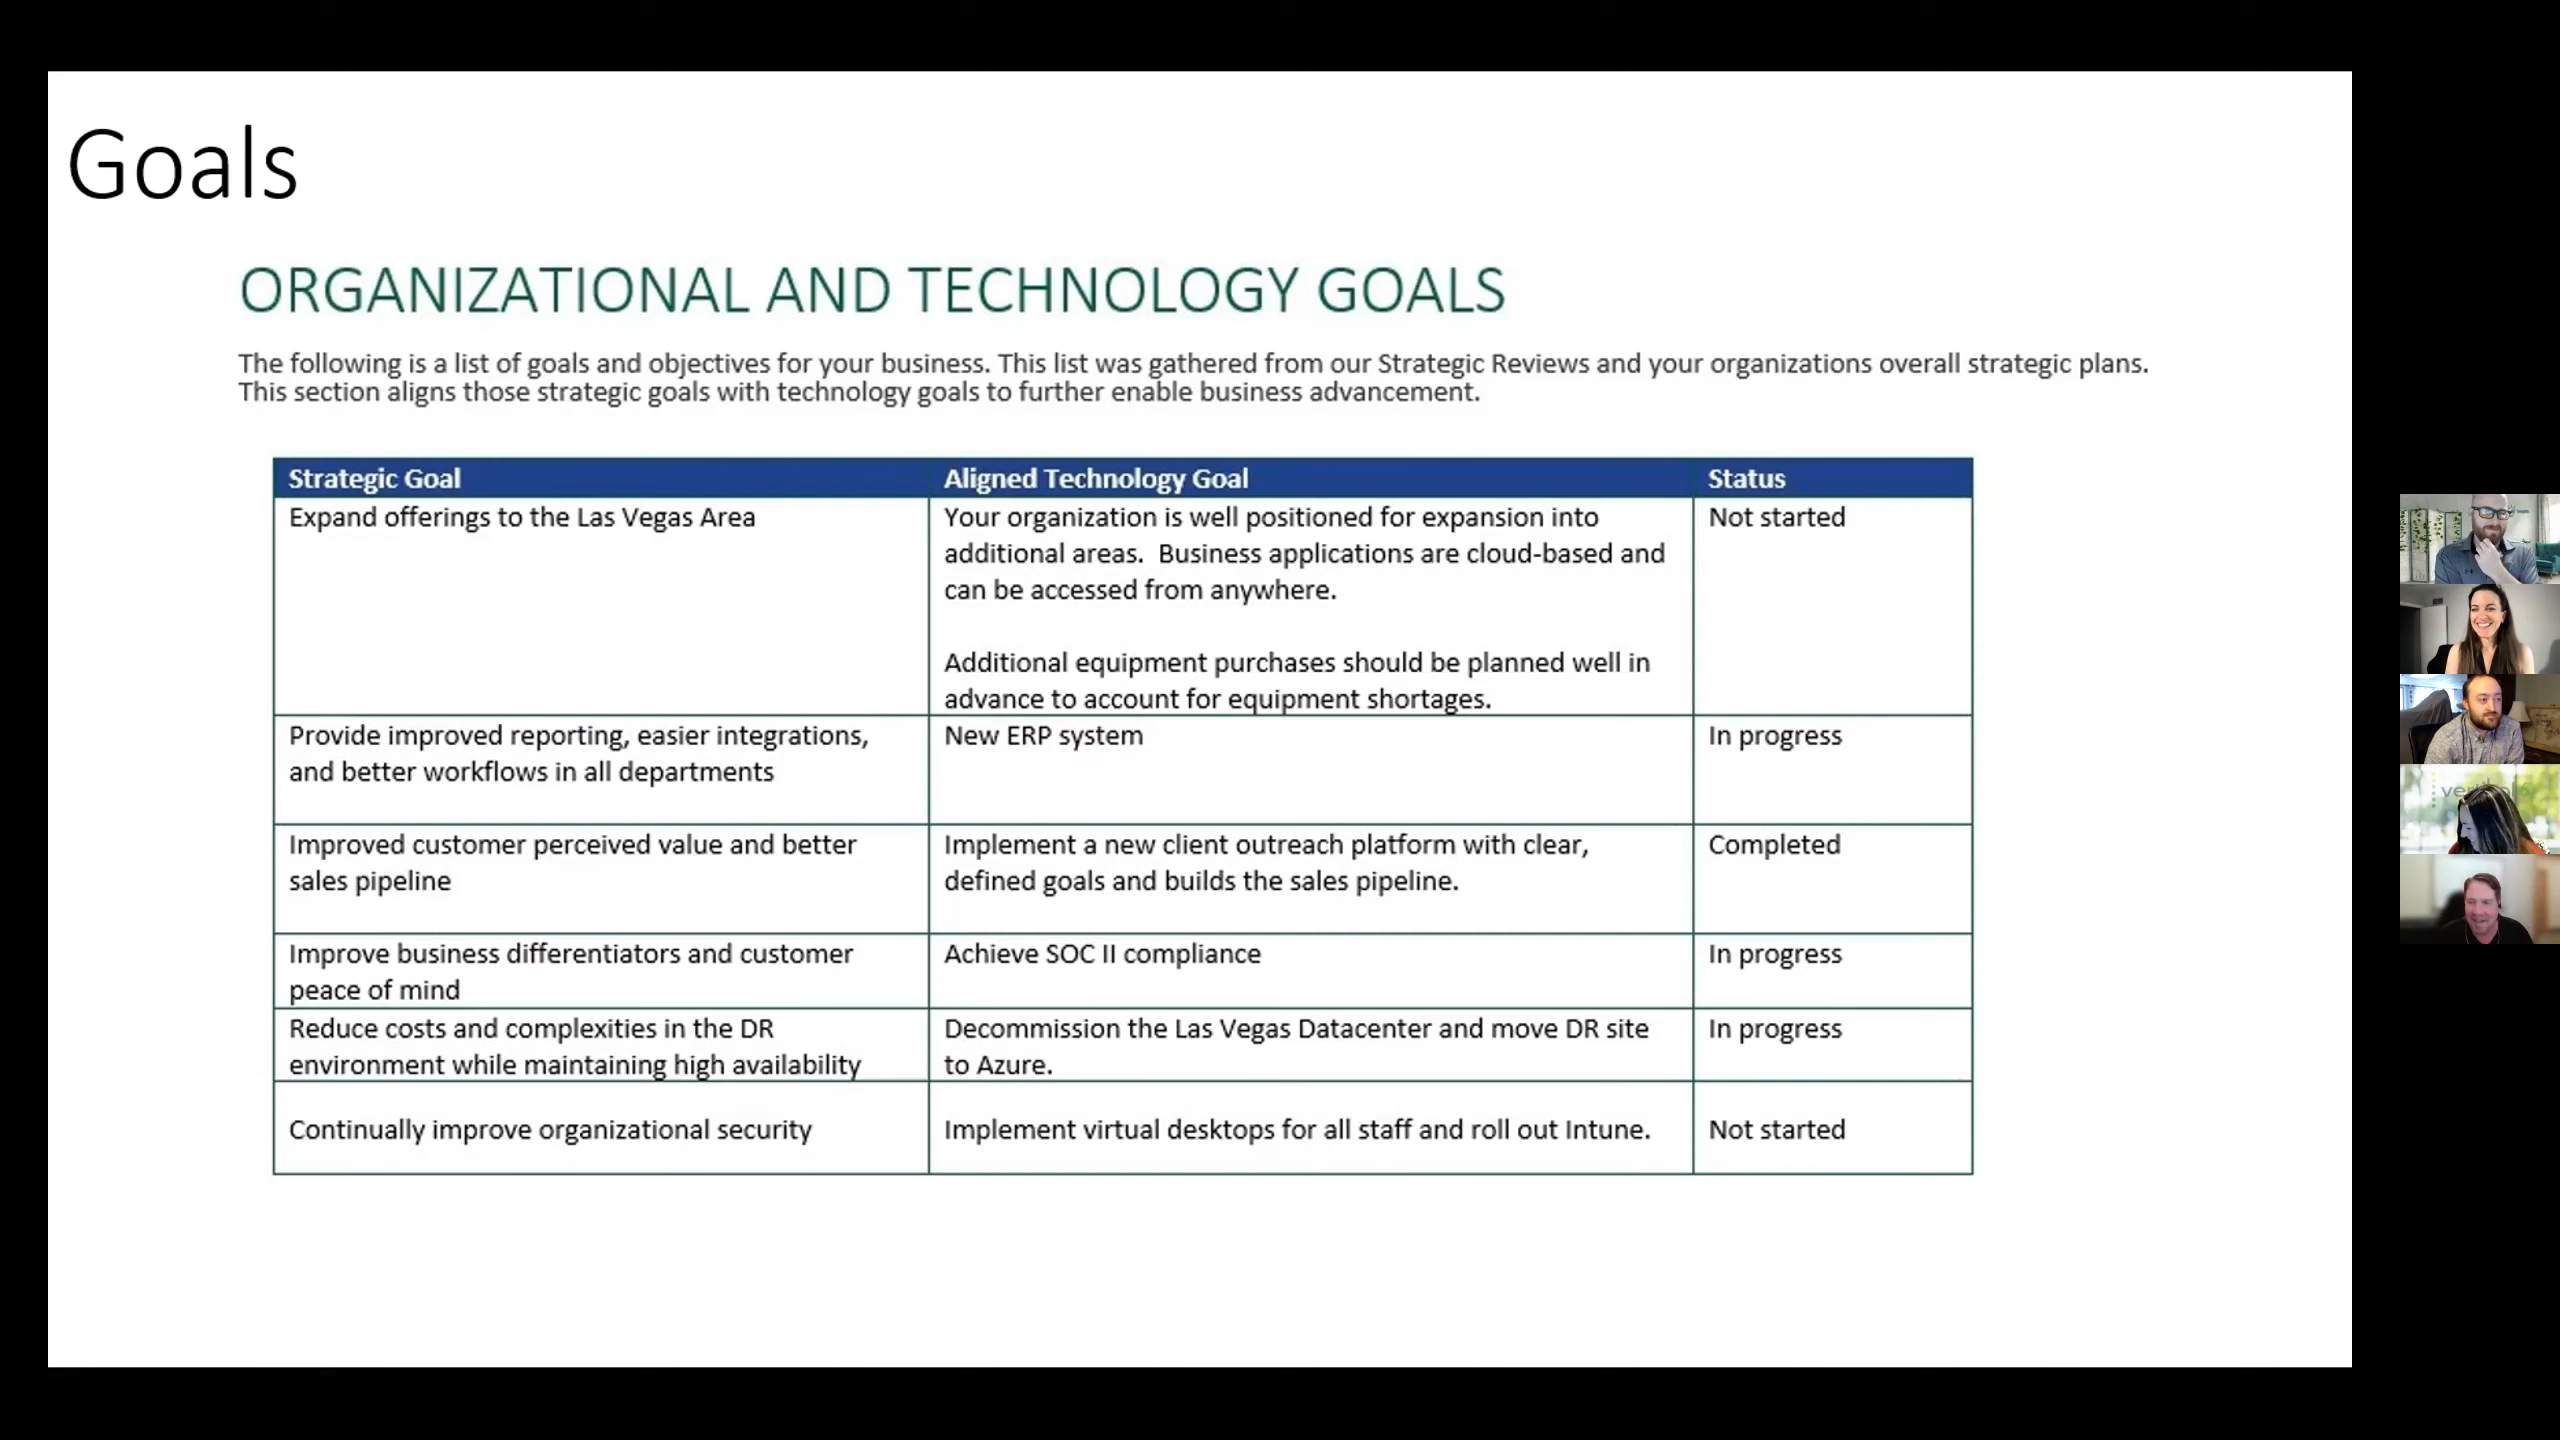 Goals
ORGANIZATIONAL AND TECHNOLOGY GOALS
The following is a list of goals and objectives for your business. This list was gathered from our Strategic Reviews and your organizations overall strategic plans.
This section aligns those strategic goals with technology goals to further enable business advancement.
Strategic Goal
Aligned Technology Goal
Status
Expand offerings to the Las Vegas Area
Your organization is well positioned for expansion into
additional areas.  Business applications are cloud-based and
can be accessed from anywhere.
Additional equipment purchases should be planned well in
advance to account for equipment shortages.
Not started
Provide improved reporting, easier integrations,
and better workflows in all departments
New ERP system
In progress
Improved customer perceived value and better
sales pipeline
Implement a new client outreach platform with clear,
defined goals and builds the sales pipeline.
Completed
Improve business differentiators and customer
peace of mind
Achieve SOC II compliance
In progress
Reduce costs and complexities in the DR
environment while maintaining high availability
Decommission the Las Vegas Datacenter and move DR site
to Azure.
In progress
Continually improve organizational security
Implement virtual desktops for all staff and roll out Intune.
Not started